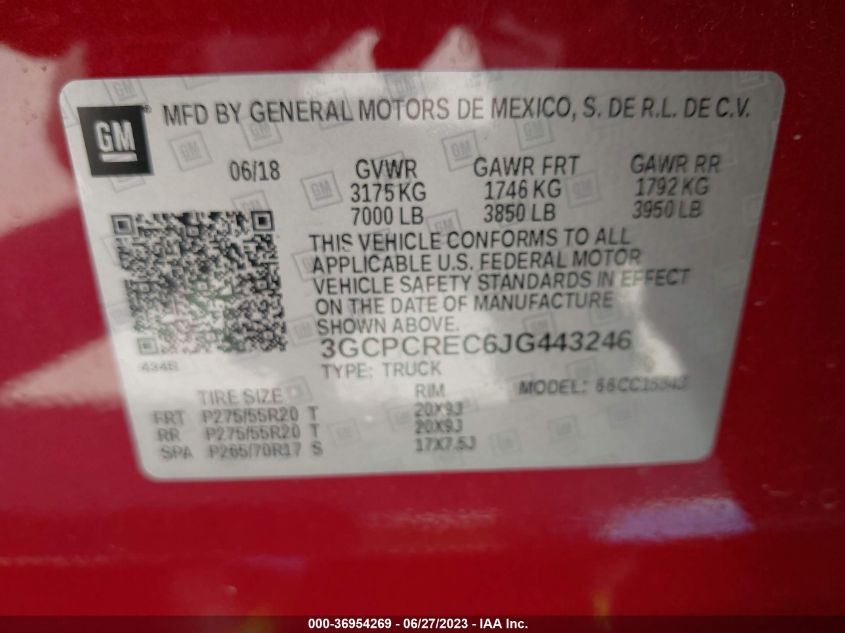 GM
MFD BY GENERAL MOTORS DE MEXICO, S. DE R.L. DE C.V.
06/18 GVWR GAWR FRT GAWR RR
3175 KG 1746 KG 1792 KG
7000 LB 3850 LB 3950 LB
THIS VEHICLE CONFORMS TO ALL
APPLICABLE U.S. FEDERAL MOTOR
VEHICLE SAFETY STANDARDS IN EFFECT
ON THE DATE OF MANUFACTURE
SHOWN ABOVE.
3GCPCREC6JG443246
TYPE: TRUCK MODEL:
TIRE SIZE RIM
FRT P275/55R20 T 20X9J
RR P275/55R20 T 20X9J
SPA P265/70R17 S 17X7.5J
000-36954269 - 06/27/2023 - IAA Inc.